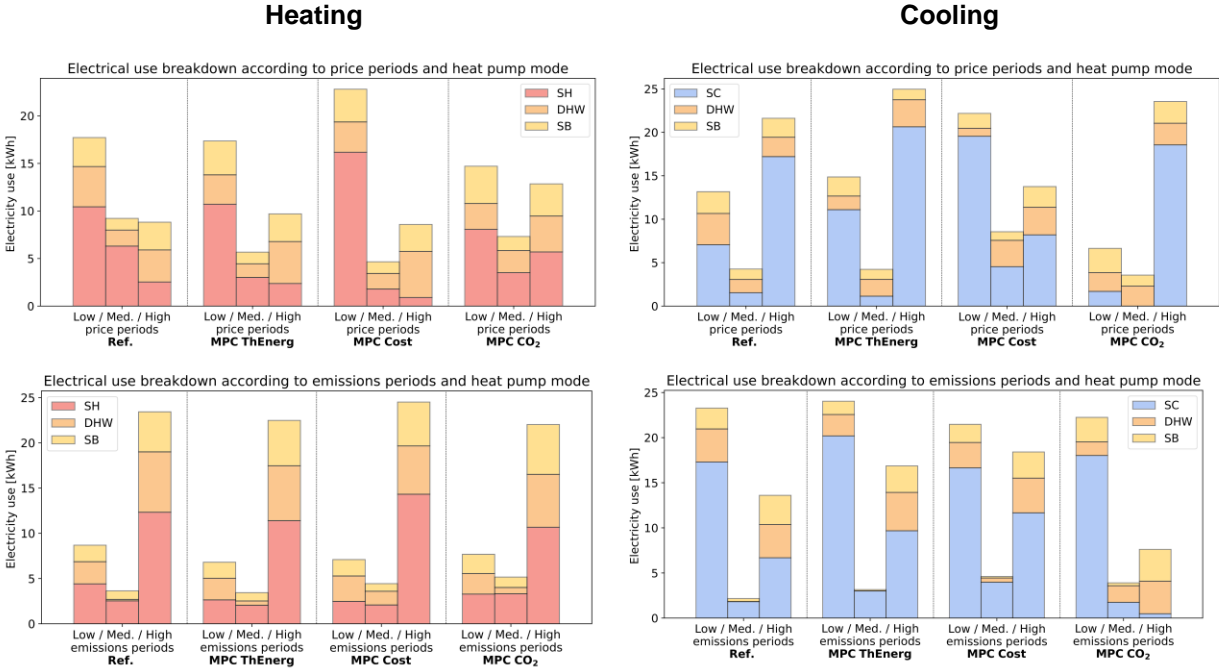 Heating
Cooling
Electrical use breakdown according to price periods and heat pump mode
Electricity use [kWh]
20
15
10
5
0
SH
DHW
SB
Low / Med. / High Low / Med. / High Low / Med. / High Low / Med. / High
price periods price periods price periods price periods
Ref. MPC ThEnerg MPC Cost MPC CO₂
Electrical use breakdown according to price periods and heat pump mode
Electricity use [kWh]
25
20
15
10
5
0
SC
DHW
SB
Low / Med. / High Low / Med. / High Low / Med. / High Low / Med. / High
price periods price periods price periods price periods
Ref. MPC ThEnerg MPC Cost MPC CO₂
Electrical use breakdown according to emissions periods and heat pump mode
Electricity use [kWh]
25
20
15
10
5
0
SH
DHW
SB
Low / Med. / High Low / Med. / High Low / Med. / High Low / Med. / High
emissions periods emissions periods emissions periods emissions periods
Ref. MPC ThEnerg MPC Cost MPC CO₂
Electrical use breakdown according to emissions periods and heat pump mode
Electricity use [kWh]
25
20
15
10
5
0
SC
DHW
SB
Low / Med. / High Low / Med. / High Low / Med. / High Low / Med. / High
emissions periods emissions periods emissions periods emissions periods
Ref. MPC ThEnerg MPC Cost MPC CO₂